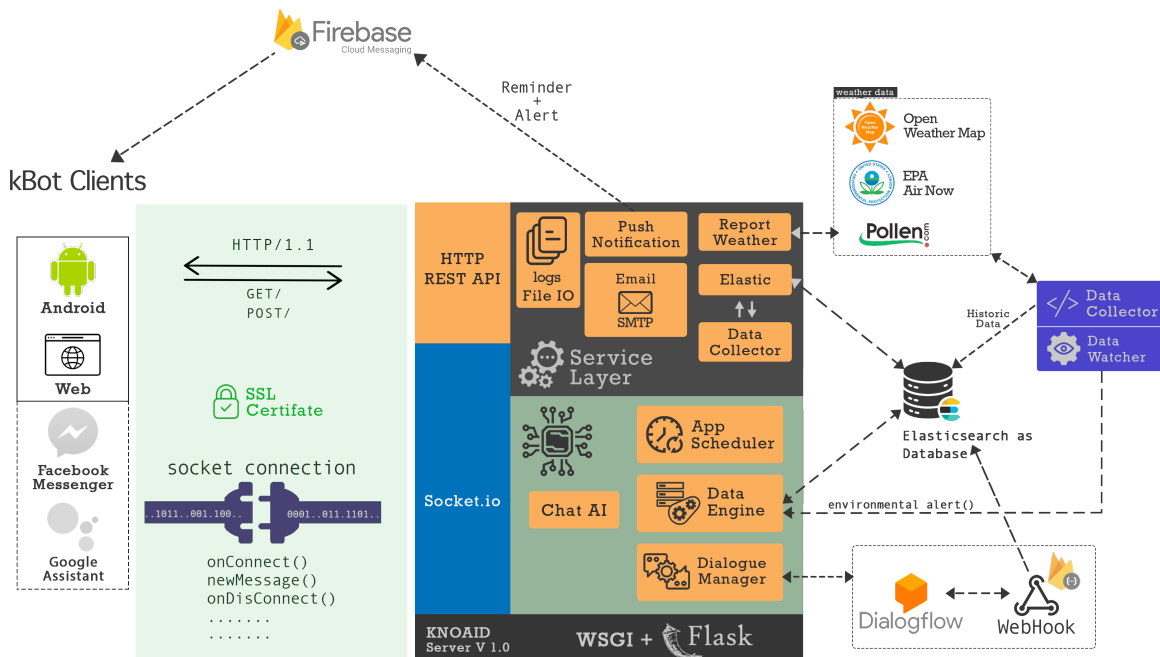 Firebase
Cloud Messaging
Reminder
+
Alert
weather data
Open
Weather Map
Open
Weather
Map
EPA
Air Now
Pollen.com
kBot Clients
Android
Web
Facebook
Messenger
Google
Assistant
HTTP/1.1
GET/
POST/
SSL
Certifate
socket connection
..1011..001.100..
0001..011.1101..
onConnect()
newMessage()
onDisConnect()
.......
.......
HTTP
REST API
Socket.io
logs
File IO
Push
Notification
Email
SMTP
Report
Weather
Elastic
Data
Collector
Service
Layer
Chat AI
App
Scheduler
Data
Engine
Dialogue
Manager
KNOAID
Server V 1.0
WSGI + Flask
Data
Collector
Data
Watcher
Historic
Data
Elasticsearch as
Database
environmental alert()
Dialogflow
WebHook